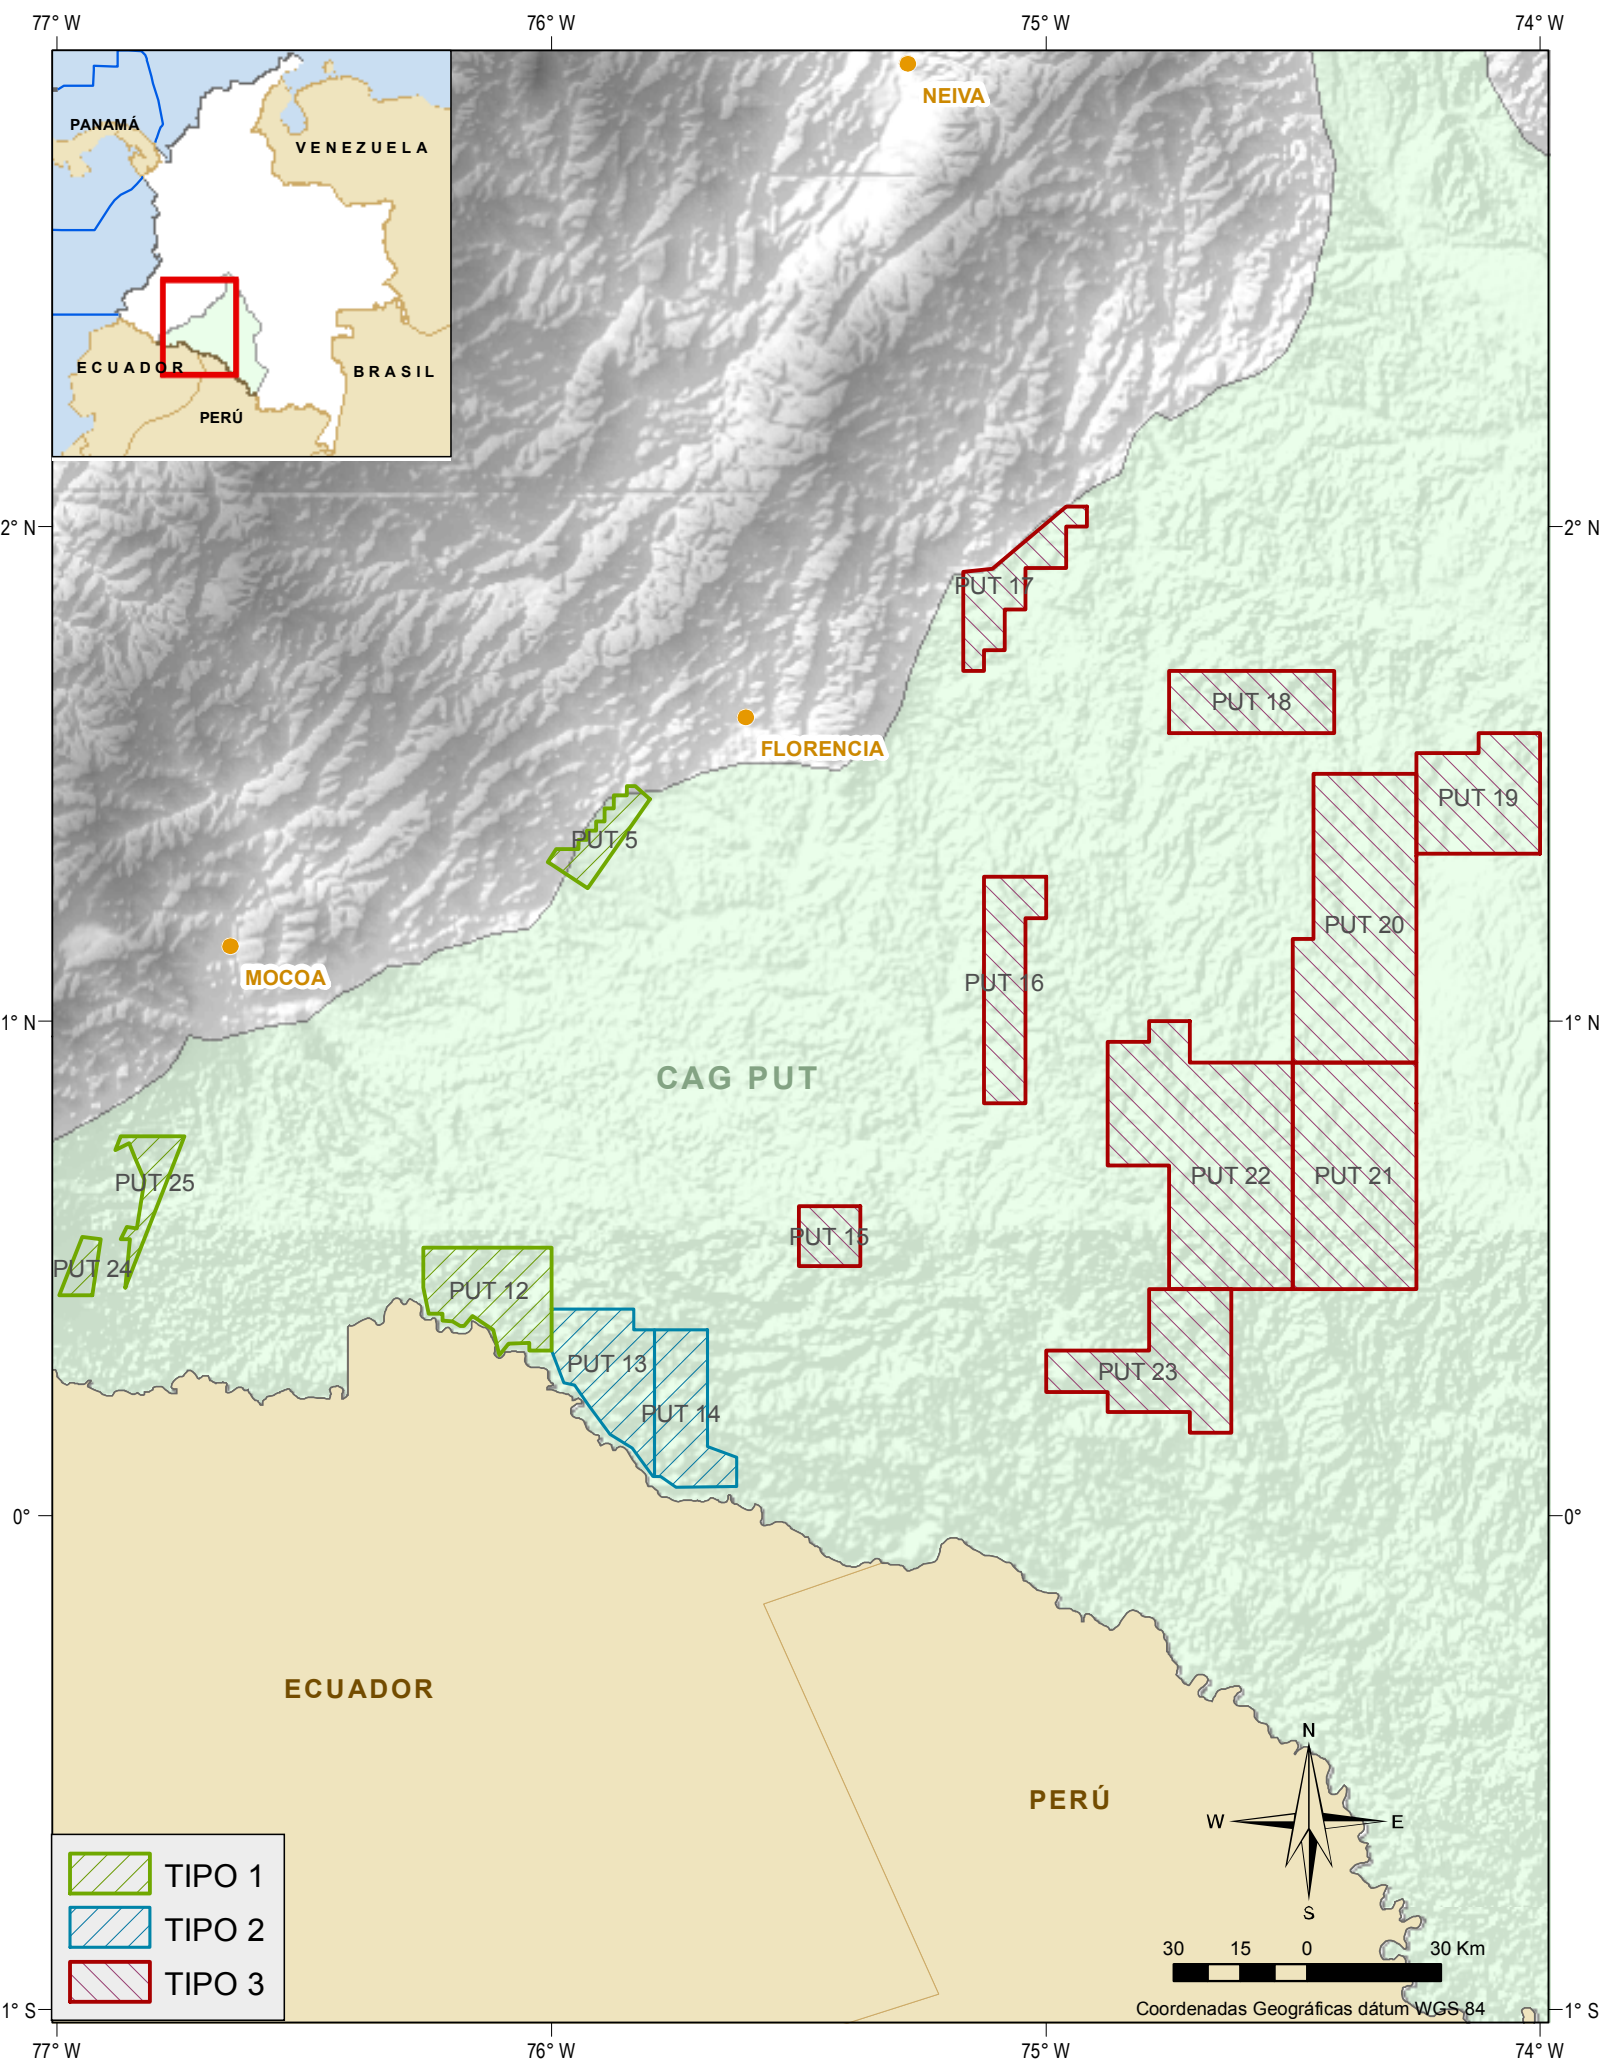 77° W
76° W
75° W
74° W
PANAMÁ
VENEZUELA
ECUADOR
BRASIL
PERÚ
NEIVA
2° N
2° N
PUT 17
PUT 18
FLORENCIA
PUT 19
PUT 5
PUT 20
MOCOA
PUT 16
1° N
1° N
CAG PUT
PUT 25
PUT 22
PUT 21
PUT 15
PUT 24
PUT 12
PUT 13
PUT 23
PUT 14
0°
0°
ECUADOR
PERÚ
N
W
E
S
TIPO 1
TIPO 2
TIPO 3
30 15 0 30 Km
Coordenadas Geográficas dátum WGS 84
1° S
1° S
77° W
76° W
75° W
74° W